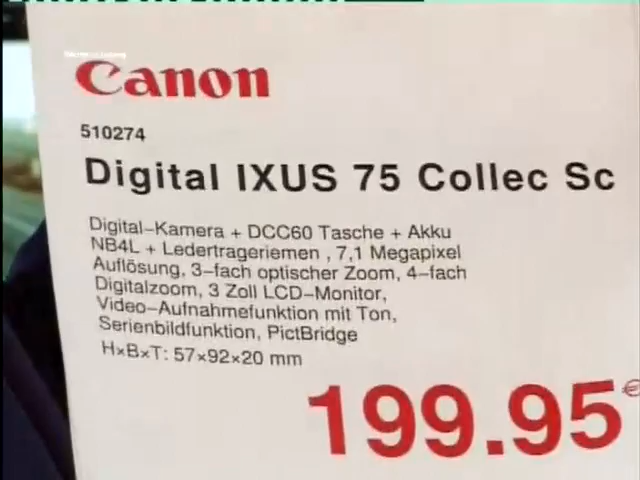 Canon
510274
Digital IXUS 75 Collec Sc
Digital-Kamera + DCC60 Tasche + Akku
NB4L + Ledertrageriemen , 7,1 Megapixel
Auflösung, 3-fach optischer Zoom, 4-fach
Digitalzoom, 3 Zoll LCD-Monitor,
Video-Aufnahmefunktion mit Ton,
Serienbildfunktion, PictBridge
H×B×T: 57×92×20 mm
199.95€